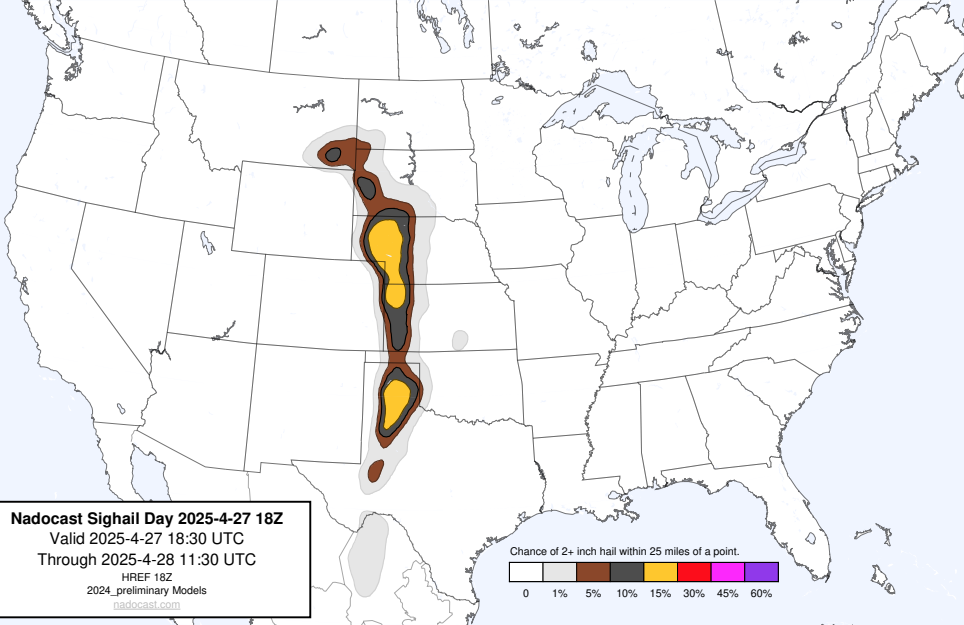 Nadocast Sighail Day 2025-4-27 18Z
Valid 2025-4-27 18:30 UTC
Through 2025-4-28 11:30 UTC
HREF 18Z
2024_preliminary Models
nadocast.com
Chance of 2+ inch hail within 25 miles of a point.
0 1% 5% 10% 15% 30% 45% 60%